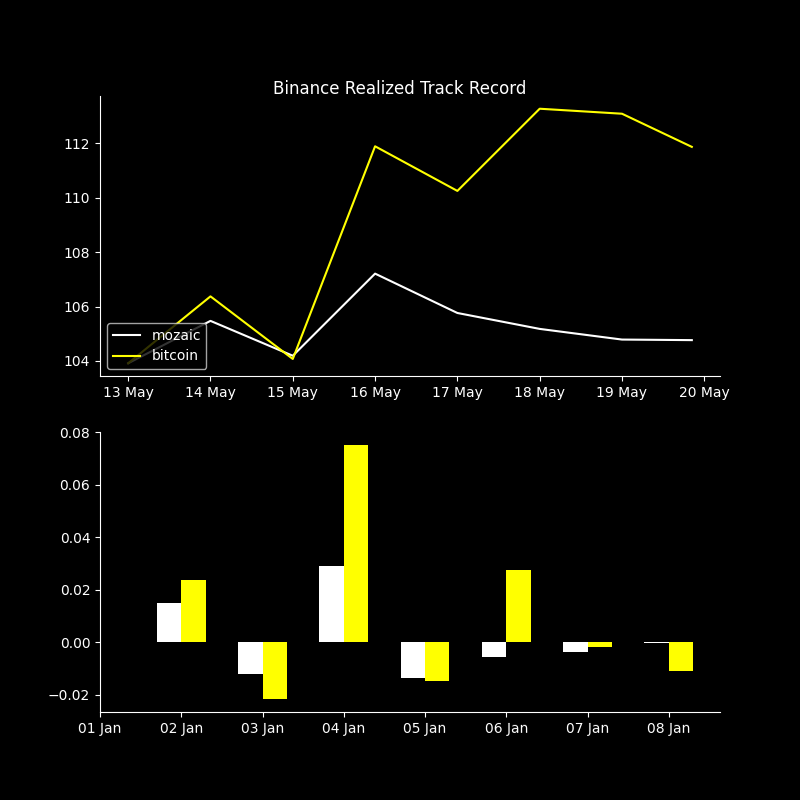 Binance Realized Track Record
112
110
108
106
104
mozaic
bitcoin
13 May 14 May 15 May 16 May 17 May 18 May 19 May 20 May
0.08
0.06
0.04
0.02
0.00
−0.02
01 Jan 02 Jan 03 Jan 04 Jan 05 Jan 06 Jan 07 Jan 08 Jan